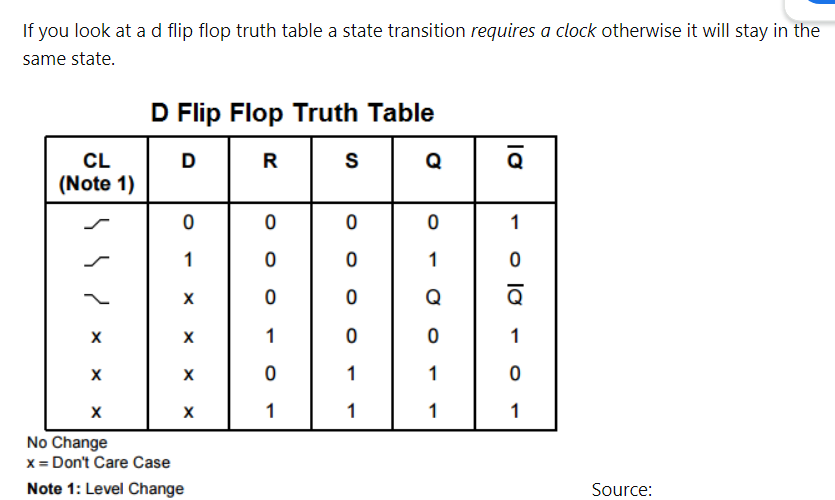 If you look at a d flip flop truth table a state transition requires a clock otherwise it will stay in the
same state.
D Flip Flop Truth Table
CL D R S Q Q̅
(Note 1)
0 0 0 0 1
1 0 0 1 0
x 0 0 Q Q̅
x x 1 0 0 1
x x 0 1 1 0
x x 1 1 1 1
No Change
x = Don't Care Case
Note 1: Level Change
Source: